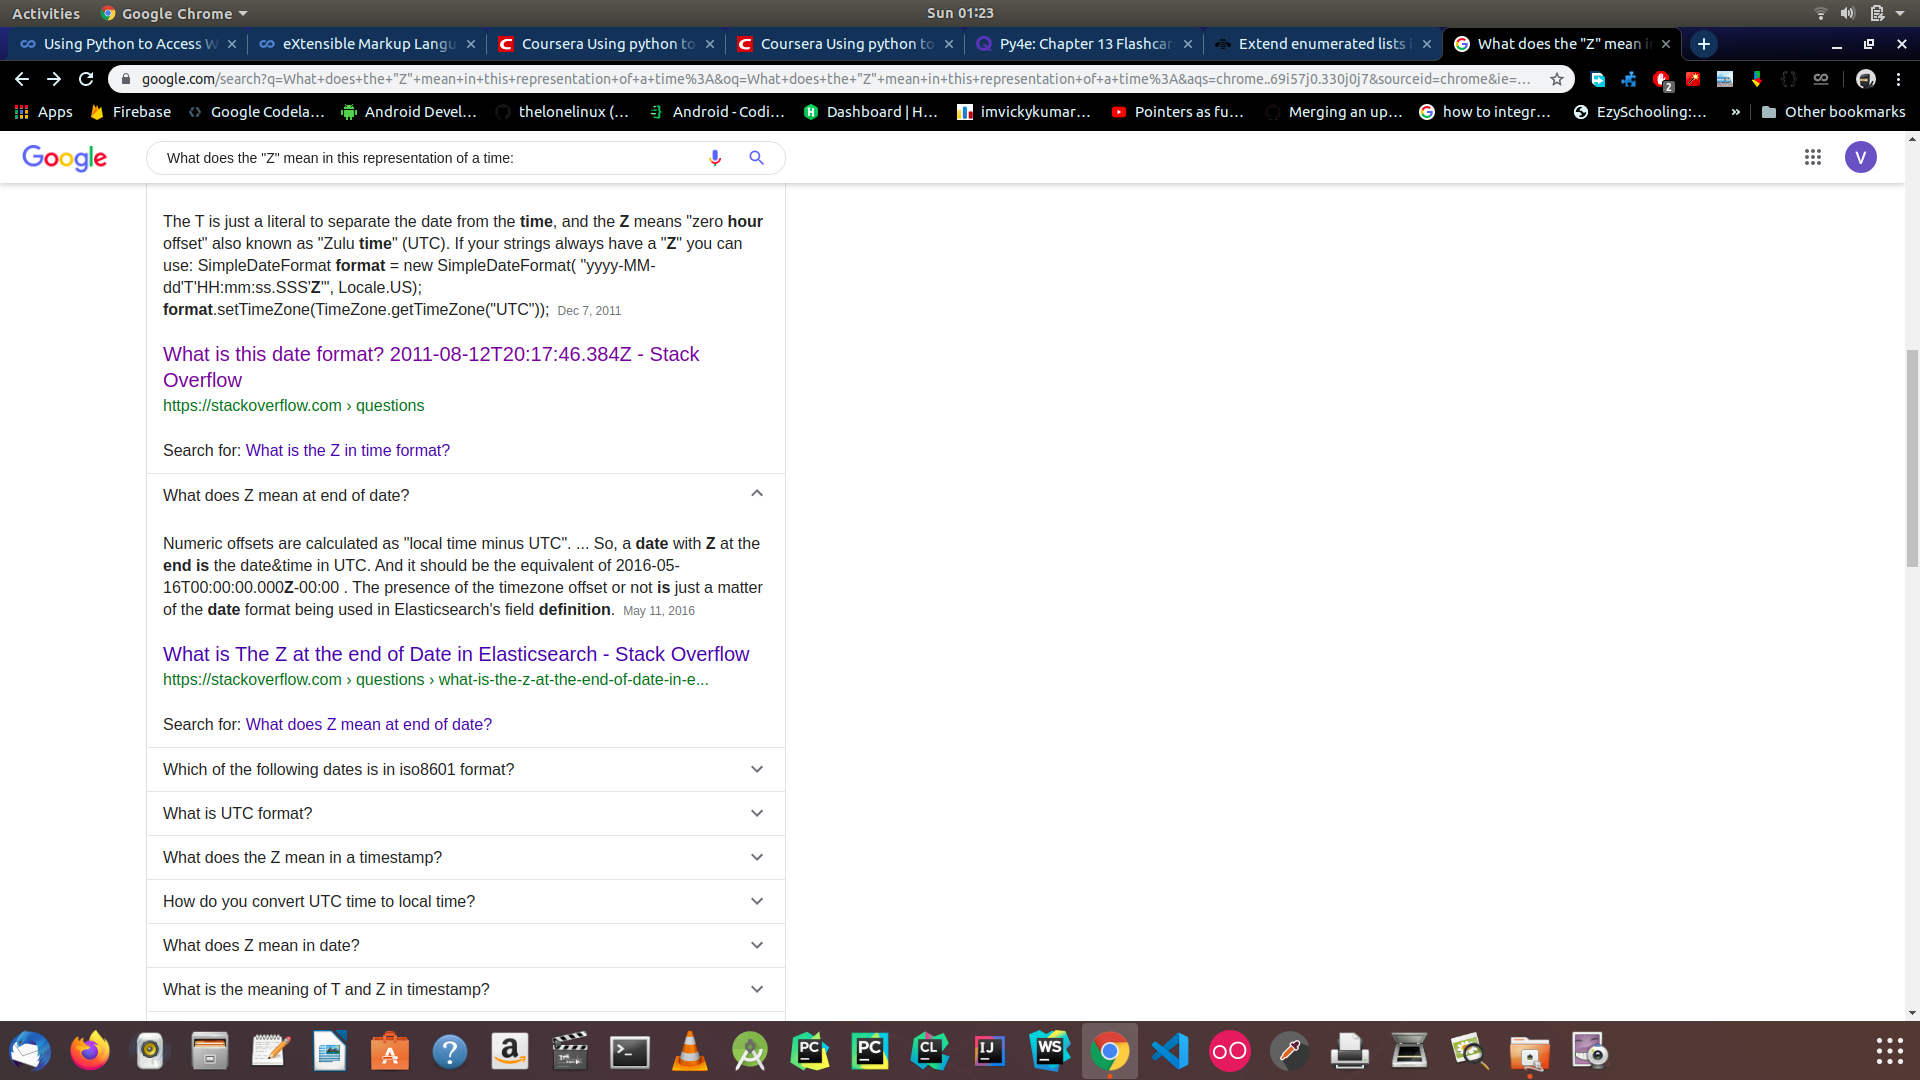 Activities
Google Chrome
Sun 01:23
Using Python to Access W
eXtensible Markup Langu
Coursera Using python to
Coursera Using python to
Py4e: Chapter 13 Flashcar
Extend enumerated lists i
What does the "Z" mean i
google.com/search?q=What+does+the+"Z"+mean+in+this+representation+of+a+time%3A&oq=What+does+the+"Z"+mean+in+this+representation+of+a+time%3A&aqs=chrome..69i57j0.330j0j7&sourceid=chrome&ie=...
2
Apps
Firebase
Google Codela...
Android Devel...
thelonelinux (...
Android - Codi...
Dashboard | H...
imvickykumar...
Pointers as fu...
Merging an up...
how to integr...
EzySchooling:...
»
Other bookmarks
Google
What does the "Z" mean in this representation of a time:
V
The T is just a literal to separate the date from the time, and the Z means "zero hour
offset" also known as "Zulu time" (UTC). If your strings always have a "Z" you can
use: SimpleDateFormat format = new SimpleDateFormat( "yyyy-MM-
dd'T'HH:mm:ss.SSS'Z'", Locale.US);
format.setTimeZone(TimeZone.getTimeZone("UTC")); Dec 7, 2011
What is this date format? 2011-08-12T20:17:46.384Z - Stack
Overflow
https://stackoverflow.com › questions
Search for: What is the Z in time format?
What does Z mean at end of date?
Numeric offsets are calculated as "local time minus UTC". ... So, a date with Z at the
end is the date&time in UTC. And it should be the equivalent of 2016-05-
16T00:00:00.000Z-00:00 . The presence of the timezone offset or not is just a matter
of the date format being used in Elasticsearch's field definition. May 11, 2016
What is The Z at the end of Date in Elasticsearch - Stack Overflow
https://stackoverflow.com › questions › what-is-the-z-at-the-end-of-date-in-e...
Search for: What does Z mean at end of date?
Which of the following dates is in iso8601 format?
What is UTC format?
What does the Z mean in a timestamp?
How do you convert UTC time to local time?
What does Z mean in date?
What is the meaning of T and Z in timestamp?
PC
PC
CL
IJ
WS